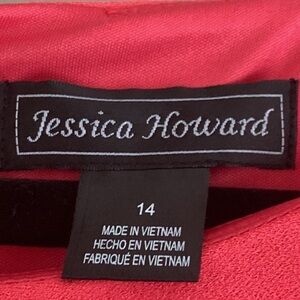 Jessica Howard
14
MADE IN VIETNAM
HECHO EN VIETNAM
FABRIQUÉ EN VIETNAM